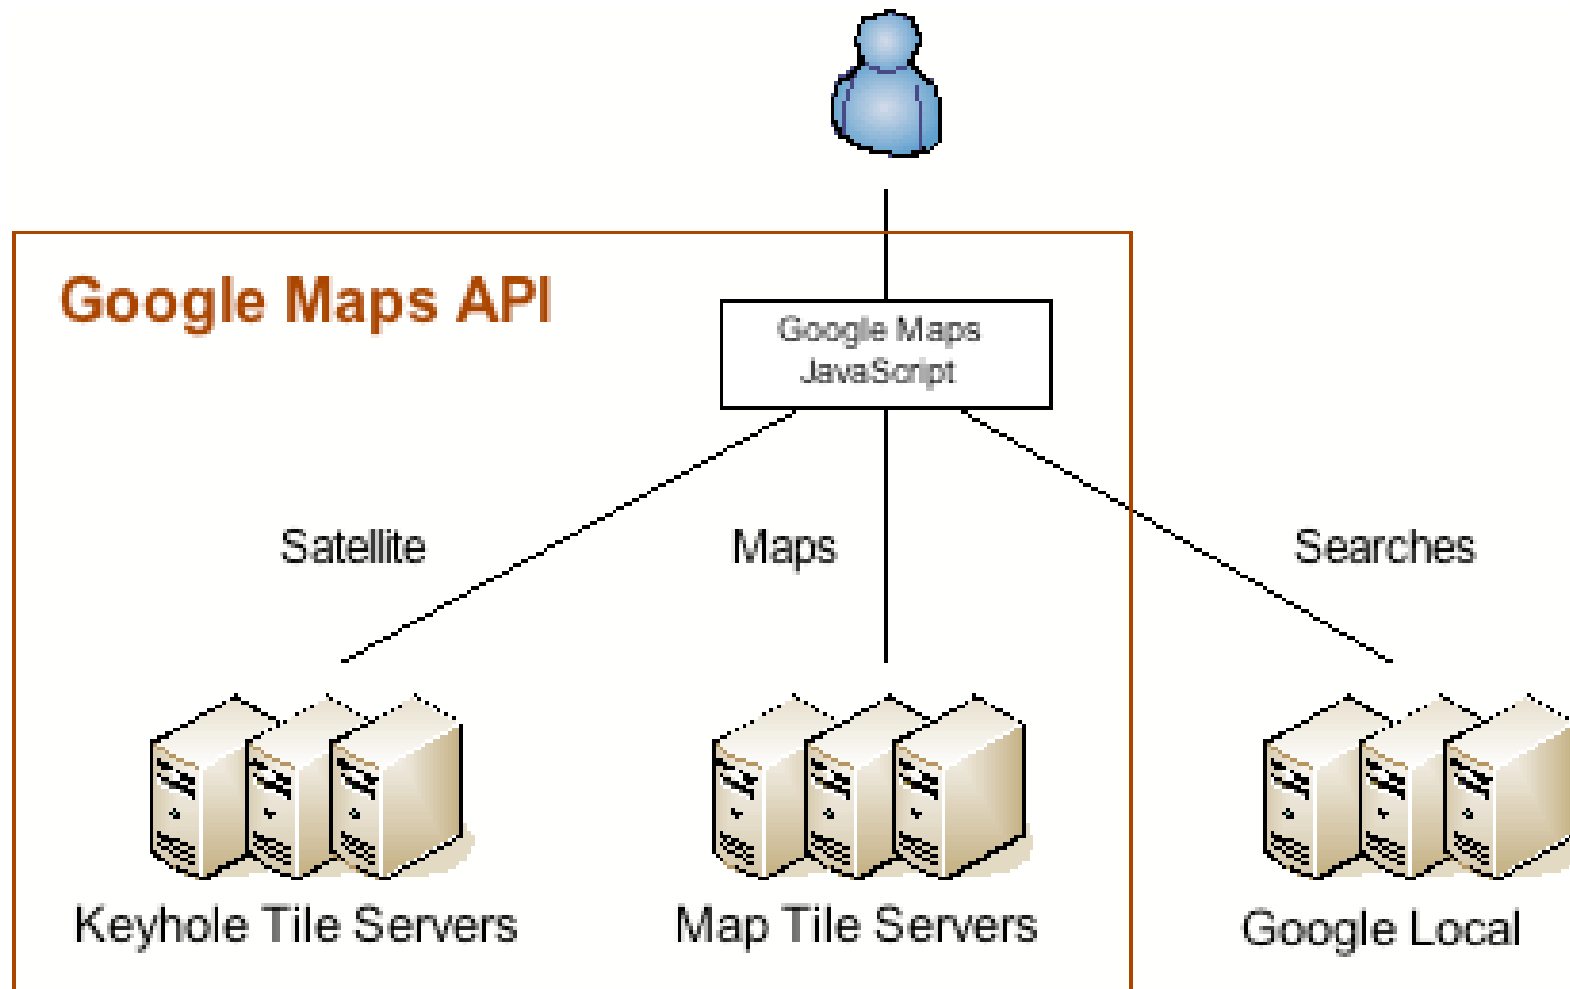 Google Maps API
Google Maps
JavaScript
Satellite
Maps
Searches
Keyhole Tile Servers
Map Tile Servers
Google Local